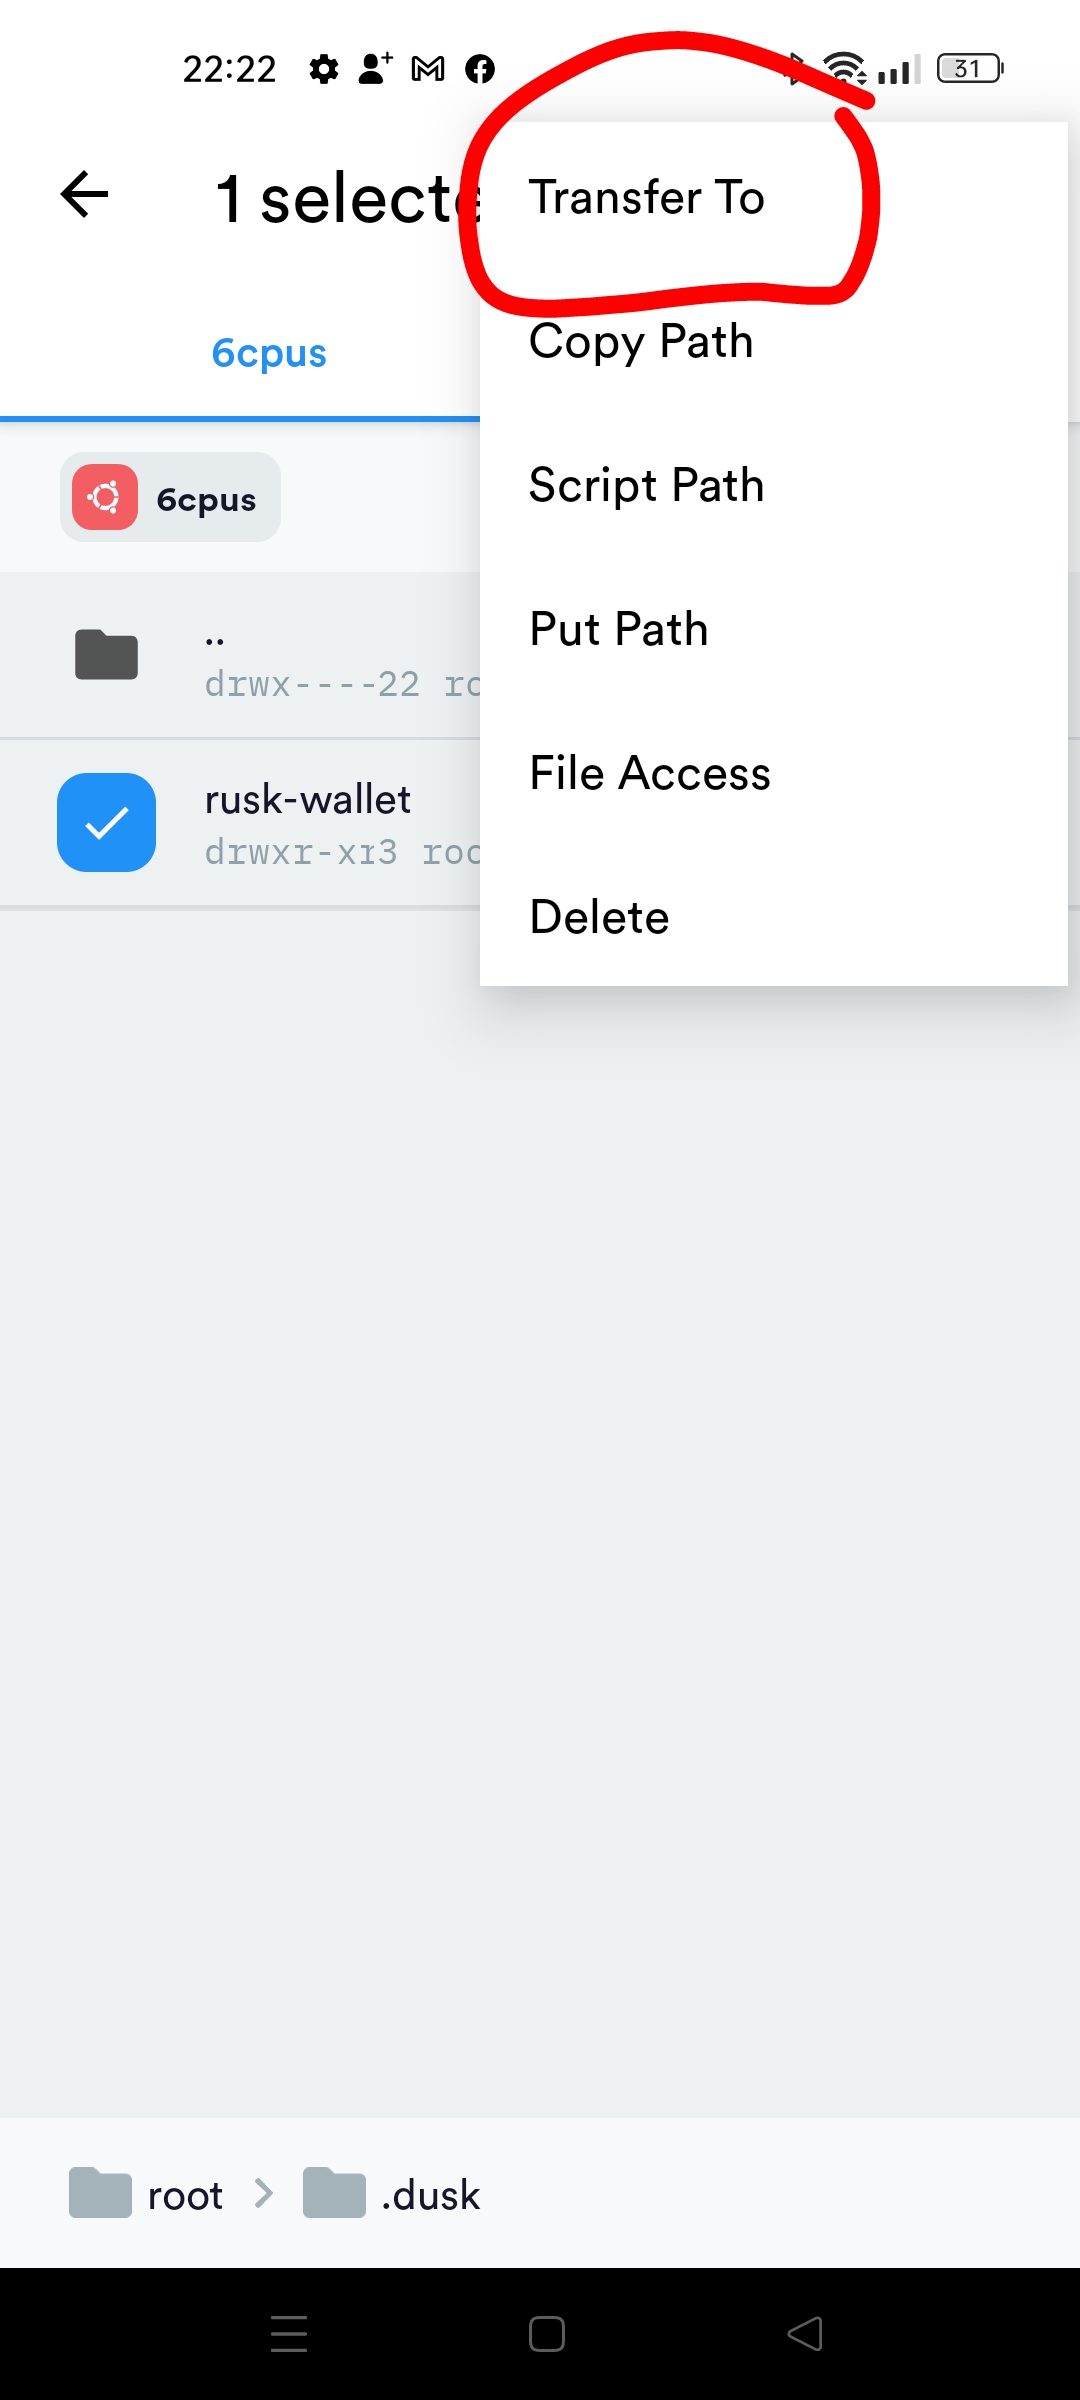 22:22
31
1 selecte
Transfer To
Copy Path
6cpus
Script Path
6cpus
Put Path
..
drwx----22 ro
File Access
rusk-wallet
drwxr-xr3 roo
Delete
root > .dusk